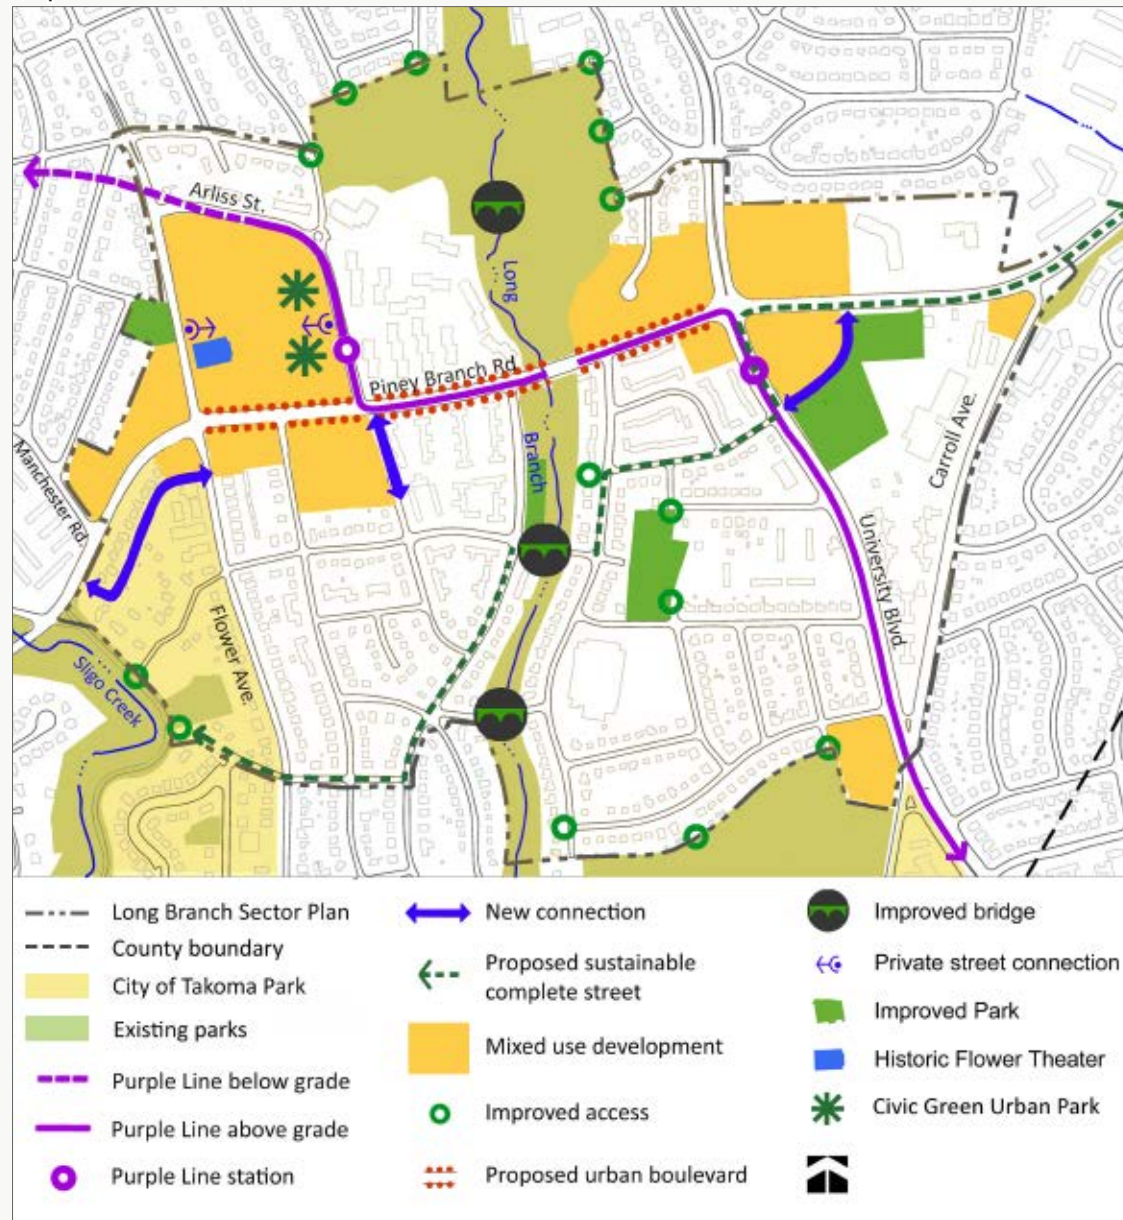 Arliss St.
Long
Piney Branch Rd.
Branch
Manchester Rd.
Carroll Ave.
University Blvd.
Flower Ave.
Sligo Creek
Long Branch Sector Plan
County boundary
City of Takoma Park
Existing parks
Purple Line below grade
Purple Line above grade
Purple Line station
New connection
Proposed sustainable
complete street
Mixed use development
Improved access
Proposed urban boulevard
Improved bridge
Private street connection
Improved Park
Historic Flower Theater
Civic Green Urban Park